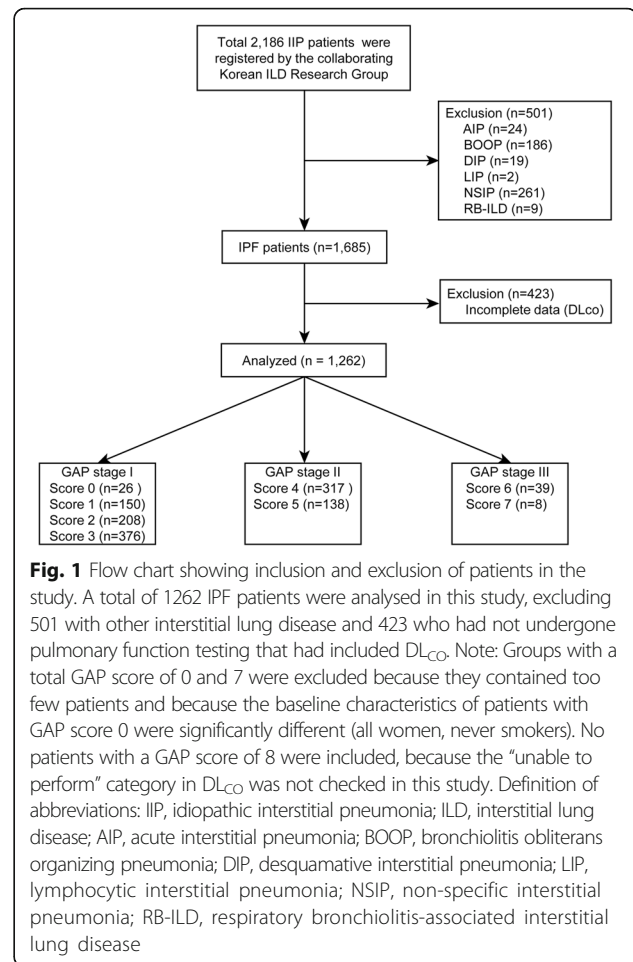 Total 2,186 IIP patients were
registered by the collaborating
Korean ILD Research Group
Exclusion (n=501)
AIP (n=24)
BOOP (n=186)
DIP (n=19)
LIP (n=2)
NSIP (n=261)
RB-ILD (n=9)
IPF patients (n=1,685)
Exclusion (n=423)
Incomplete data (DLco)
Analyzed (n = 1,262)
GAP stage I
Score 0 (n=26 )
Score 1 (n=150)
Score 2 (n=208)
Score 3 (n=376)
GAP stage II
Score 4 (n=317 )
Score 5 (n=138)
GAP stage III
Score 6 (n=39)
Score 7 (n=8)
Fig. 1 Flow chart showing inclusion and exclusion of patients in the
study. A total of 1262 IPF patients were analysed in this study, excluding
501 with other interstitial lung disease and 423 who had not undergone
pulmonary function testing that had included DLCO. Note: Groups with a
total GAP score of 0 and 7 were excluded because they contained too
few patients and because the baseline characteristics of patients with
GAP score 0 were significantly different (all women, never smokers). No
patients with a GAP score of 8 were included, because the “unable to
perform” category in DLCO was not checked in this study. Definition of
abbreviations: IIP, idiopathic interstitial pneumonia; ILD, interstitial lung
disease; AIP, acute interstitial pneumonia; BOOP, bronchiolitis obliterans
organizing pneumonia; DIP, desquamative interstitial pneumonia; LIP,
lymphocytic interstitial pneumonia; NSIP, non-specific interstitial
pneumonia; RB-ILD, respiratory bronchiolitis-associated interstitial
lung disease